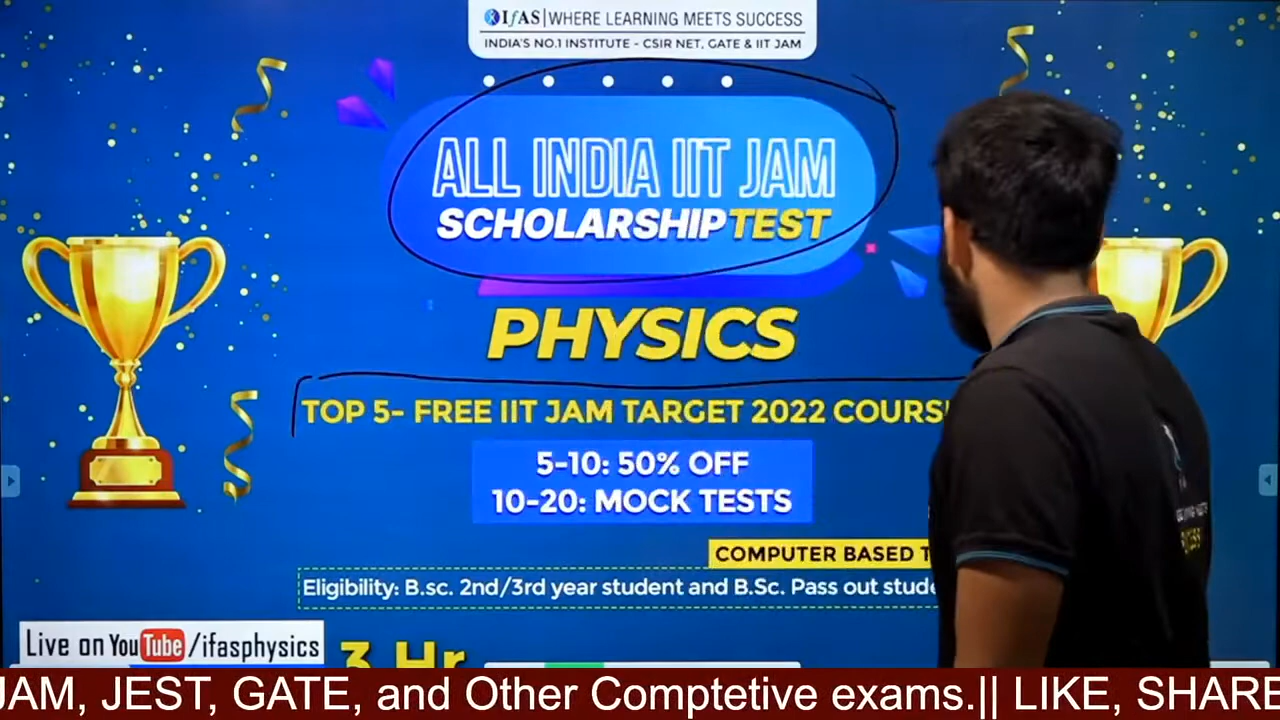 IfAS | WHERE LEARNING MEETS SUCCESS
INDIA'S NO.1 INSTITUTE - CSIR NET, GATE & IIT JAM
ALL INDIA IIT JAM
SCHOLARSHIP TEST
PHYSICS
TOP 5- FREE IIT JAM TARGET 2022 COURS
5-10: 50% OFF
10-20: MOCK TESTS
COMPUTER BASED T
Eligibility: B.sc. 2nd/3rd year student and B.Sc. Pass out stude
Live on YouTube/ifasphysics
3 Hr
JAM, JEST, GATE, and Other Comptetive exams.|| LIKE, SHARE